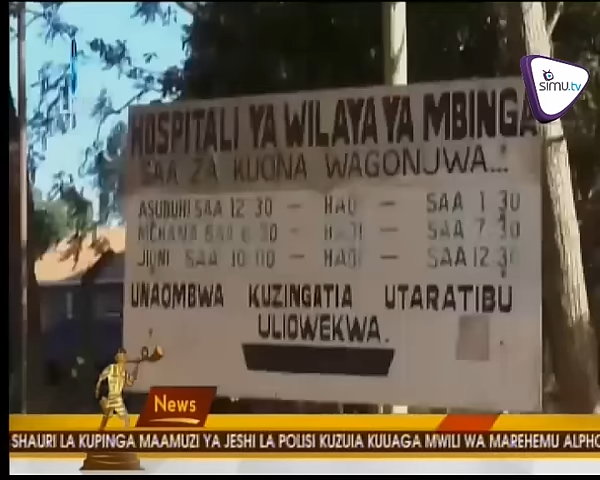 SIMU.tv
HOSPITALI YA WILAYA YA MBINGA
SAA ZA KUONA WAGONJWA...
ASUBUHI SAA 12 30 – HADI – SAA 1 30
MCHANA SAA 6 30 – HADI – SAA 7 30
JIONI SAA 10 00 – HADI – SAA 12 30
UNAOMBWA KUZINGATIA UTARATIBU
ULIOWEKWA.
News
SHAURI LA KUPINGA MAAMUZI YA JESHI LA POLISI KUZUIA KUUAGA MWILI WA MAREHEMU ALPHO